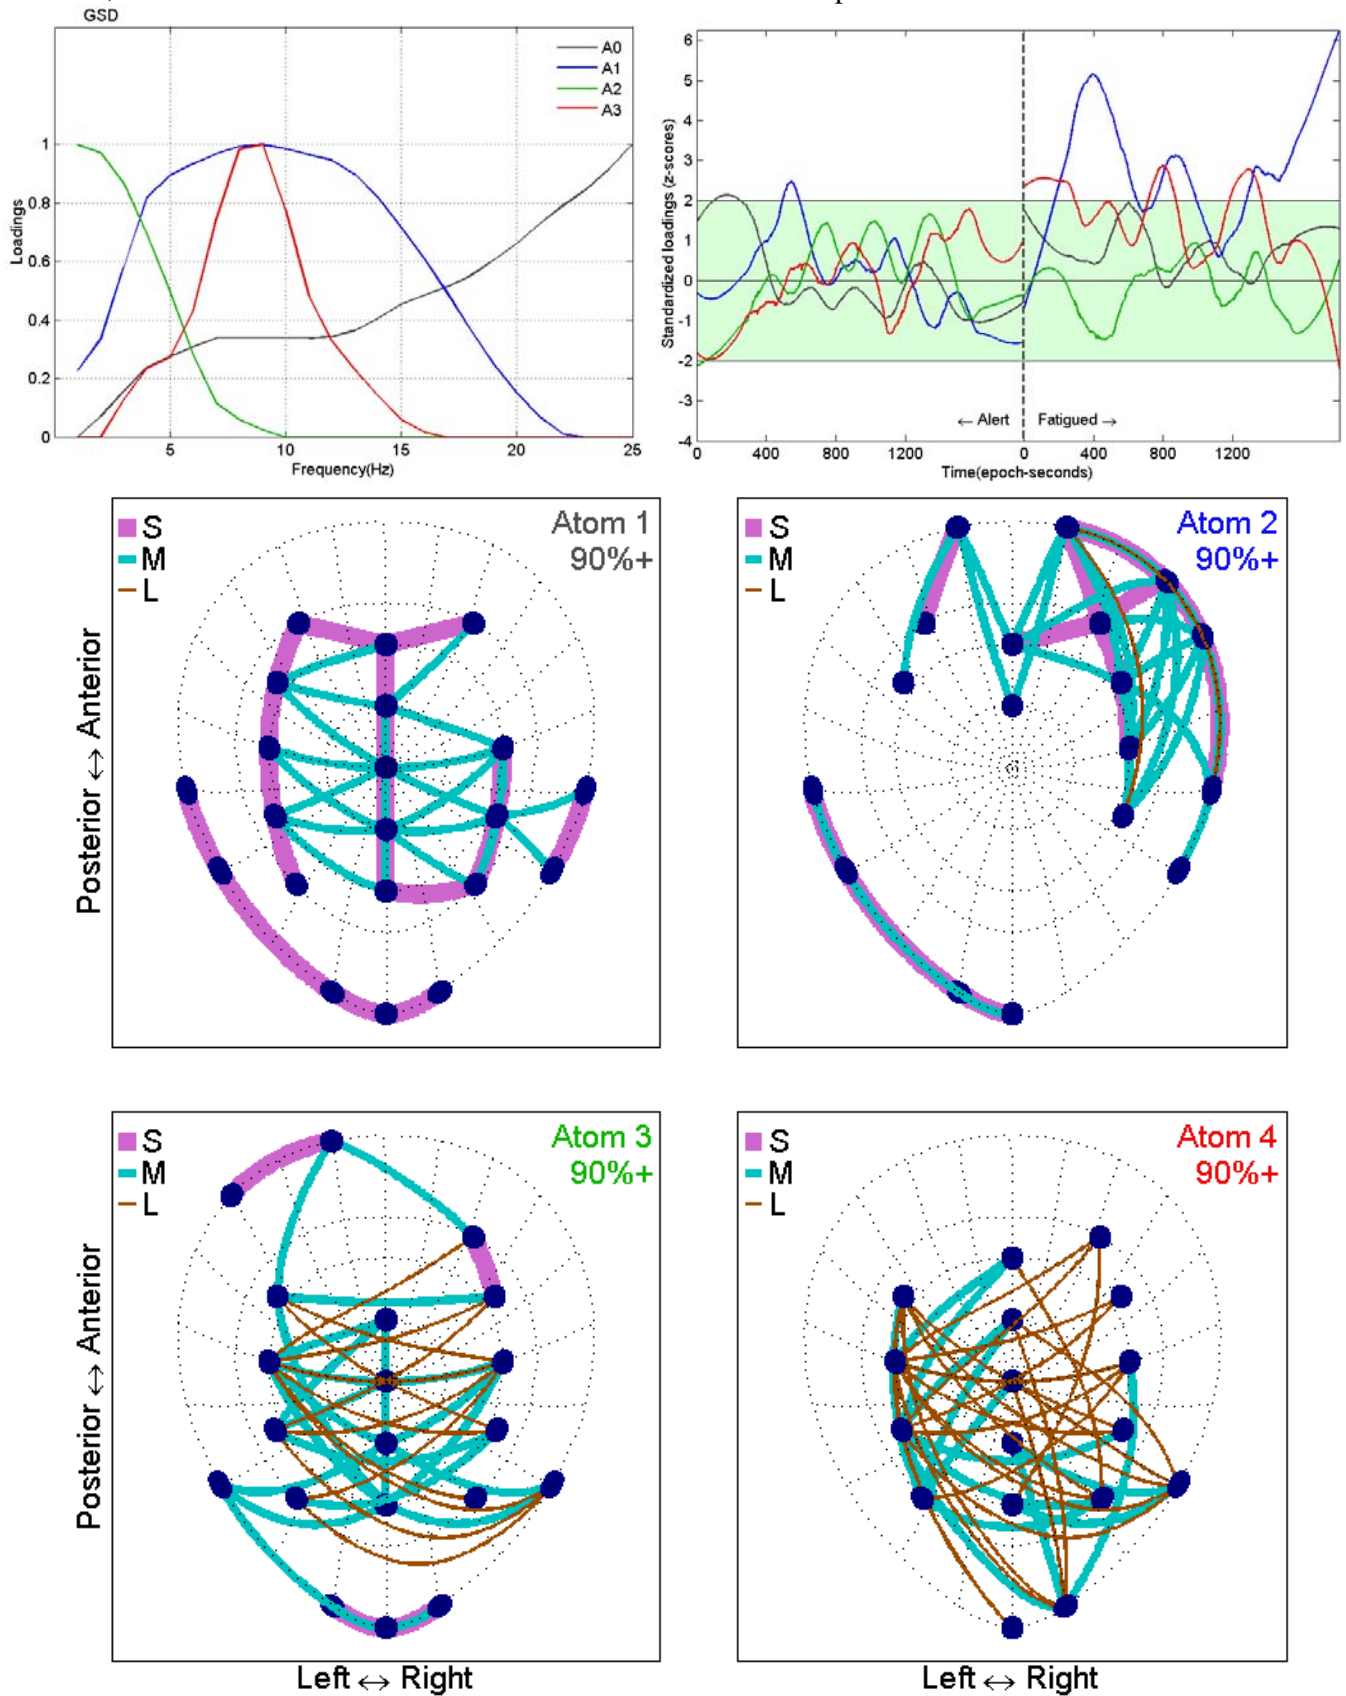 GSD
A0
A1
A2
A3
1
0.8
0.6
0.4
0.2
0
Loadings
5
10
15
20
25
Frequency(Hz)
6
5
4
3
2
1
0
-1
-2
-3
-4
Standardized loadings (z-scores)
← Alert
Fatigued →
0
400
800
1200
0
400
800
1200
Time(epoch-seconds)
S
M
L
Atom 1
90%+
Posterior ↔ Anterior
S
M
L
Atom 2
90%+
S
M
L
Atom 3
90%+
Posterior ↔ Anterior
Left ↔ Right
S
M
L
Atom 4
90%+
Left ↔ Right